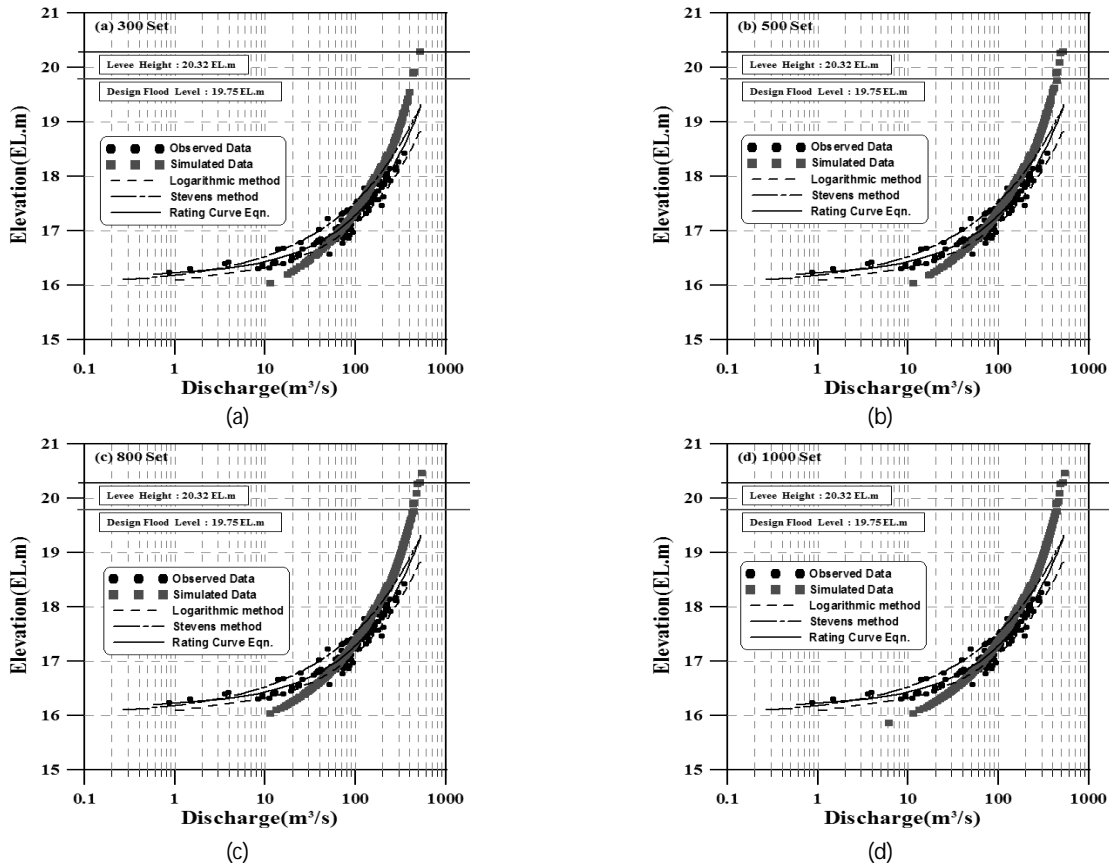 (a) 300 Set
Levee Height : 20.32 EL.m
Design Flood Level : 19.75 EL.m
Observed Data
Simulated Data
Logarithmic method
Stevens method
Rating Curve Eqn.
Elevation(EL.m)
21
20
19
18
17
16
15
0.1 1 10 100 1000
Discharge(m³/s)
(a)
(b) 500 Set
Levee Height : 20.32 EL.m
Design Flood Level : 19.75 EL.m
Observed Data
Simulated Data
Logarithmic method
Stevens method
Rating Curve Eqn.
Elevation(EL.m)
21
20
19
18
17
16
15
0.1 1 10 100 1000
Discharge(m³/s)
(b)
(c) 800 Set
Levee Height : 20.32 EL.m
Design Flood Level : 19.75 EL.m
Observed Data
Simulated Data
Logarithmic method
Stevens method
Rating Curve Eqn.
Elevation(EL.m)
21
20
19
18
17
16
15
0.1 1 10 100 1000
Discharge(m³/s)
(c)
(d) 1000 Set
Levee Height : 20.32 EL.m
Design Flood Level : 19.75 EL.m
Observed Data
Simulated Data
Logarithmic method
Stevens method
Rating Curve Eqn.
Elevation(EL.m)
21
20
19
18
17
16
15
0.1 1 10 100 1000
Discharge(m³/s)
(d)